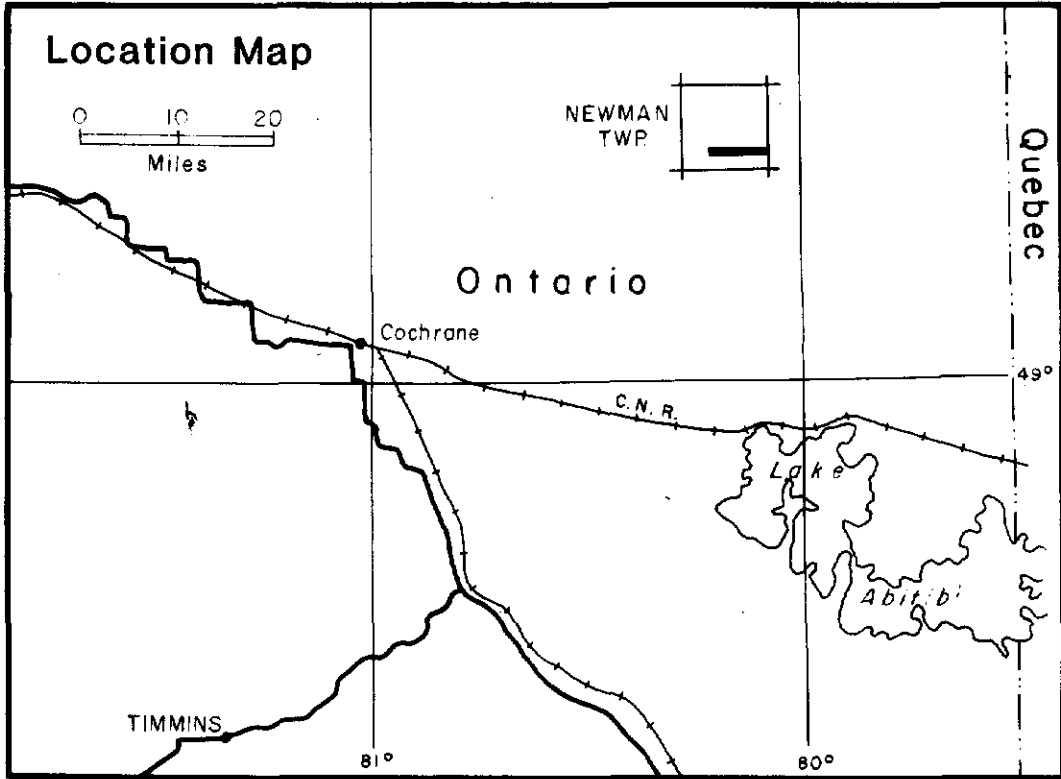 Location Map
0 10 20
Miles
NEWMAN
TWP.
Quebec
Ontario
Cochrane
49°
C.N.R.
Lake
Abitibi
TIMMINS
81°
80°